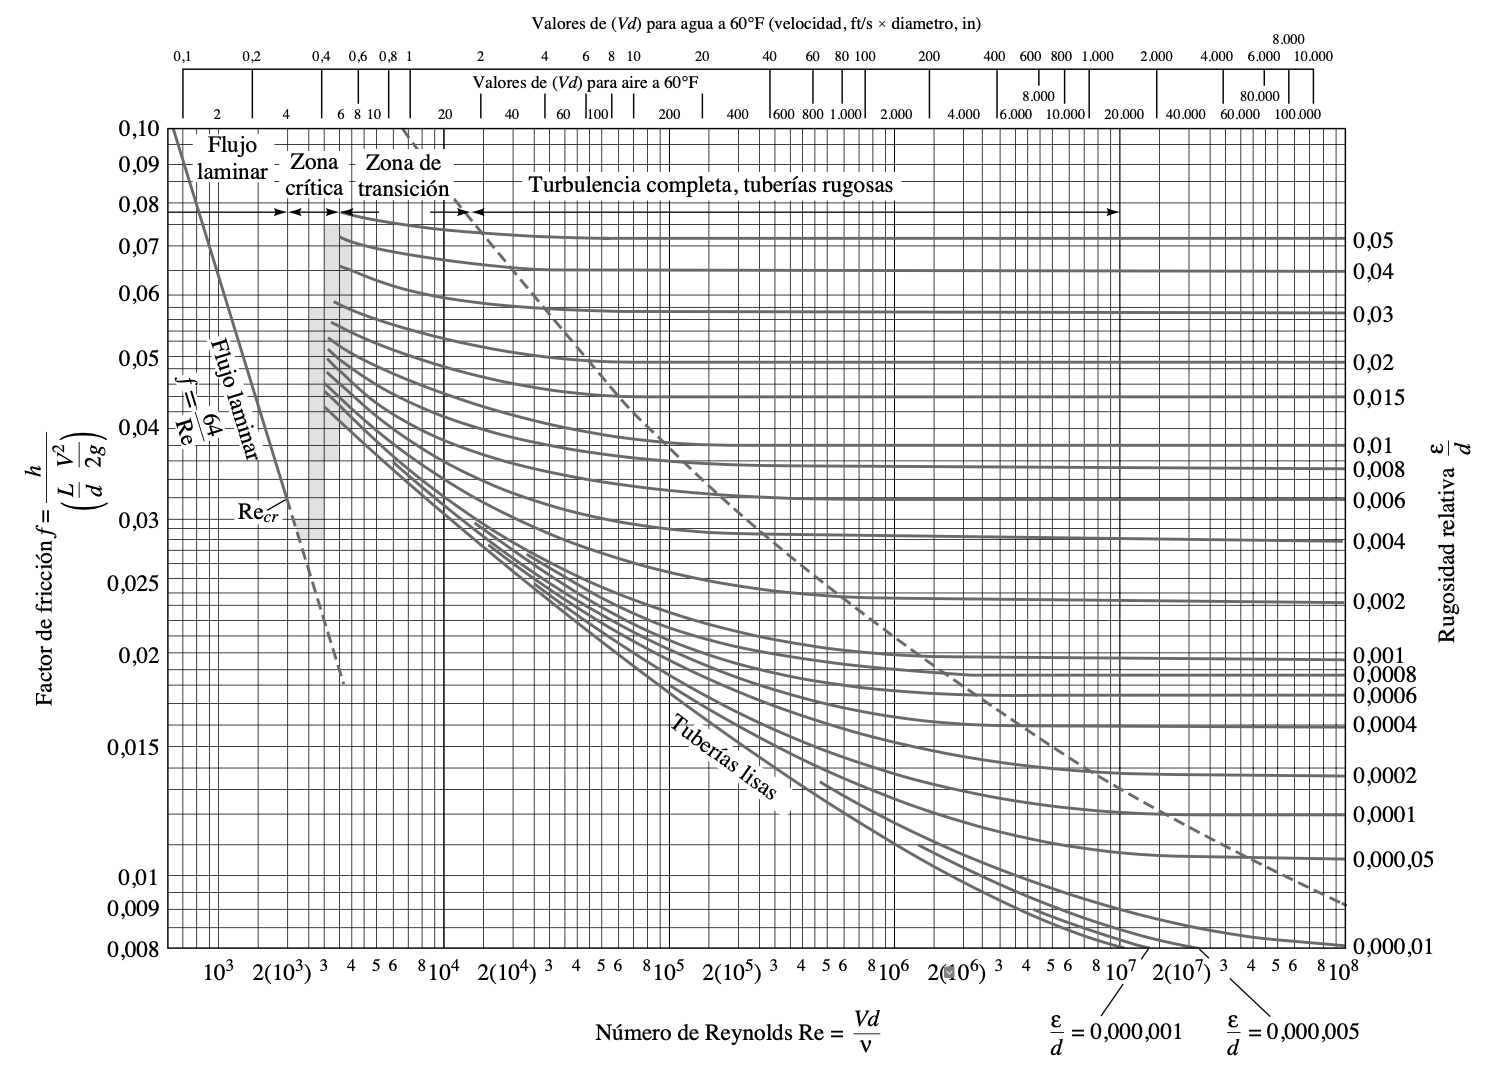 Valores de (Vd) para agua a 60°F (velocidad, ft/s × diametro, in)
0,1 0,2 0,4 0,6 0,8 1 2 4 6 8 10 20 40 60 80 100 200 400 600 800 1.000 2.000 4.000 6.000 8.000 10.000
Valores de (Vd) para aire a 60°F
2 4 6 8 10 20 40 60 80 100 200 400 600 800 1.000 2.000 4.000 6.000 8.000 10.000 20.000 40.000 60.000 80.000 100.000
0,10
0,09
0,08
0,07
0,06
0,05
0,04
0,03
0,025
0,02
0,015
0,01
0,009
0,008
Factor de fricción f = h / (L/d V²/2g)
Flujo
laminar
Zona
crítica
Zona de
transición
Turbulencia completa, tuberías rugosas
Flujo laminar
f = 64/Re
Recr
Tuberías lisas
0,05
0,04
0,03
0,02
0,015
0,01
0,008
0,006
0,004
0,002
0,001
0,0008
0,0006
0,0004
0,0002
0,0001
0,000,05
0,000,01
Rugosidad relativa ε/d
10³ 2(10³) 3 4 5 6 8 10⁴ 2(10⁴) 3 4 5 6 8 10⁵ 2(10⁵) 3 4 5 6 8 10⁶ 2(10⁶) 3 4 5 6 8 10⁷ 2(10⁷) 3 4 5 6 8 10⁸
Número de Reynolds Re = Vd/ν
ε/d = 0,000,001
ε/d = 0,000,005